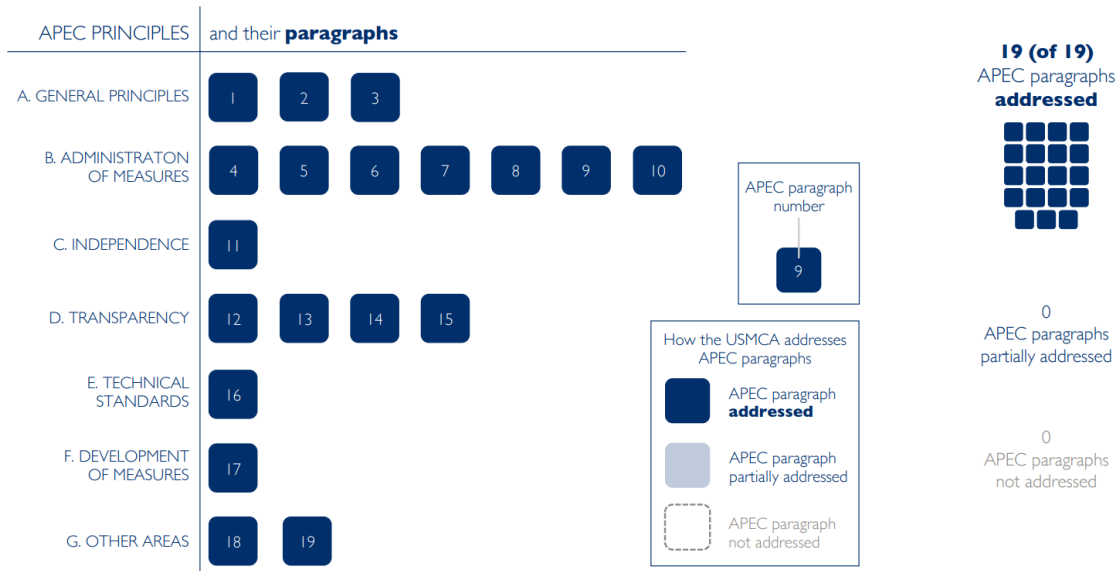 APEC PRINCIPLES and their paragraphs
A. GENERAL PRINCIPLES 1 2 3
B. ADMINISTRATON
OF MEASURES
4 5 6 7 8 9 10
C. INDEPENDENCE 11
D. TRANSPARENCY 12 13 14 15
E. TECHNICAL
STANDARDS
16
F. DEVELOPMENT
OF MEASURES
17
G. OTHER AREAS 18 19
APEC paragraph
number
9
How the USMCA addresses
APEC paragraphs
APEC paragraph
addressed
APEC paragraph
partially addressed
APEC paragraph
not addressed
19 (of 19)
APEC paragraphs
addressed
0
APEC paragraphs
partially addressed
0
APEC paragraphs
not addressed